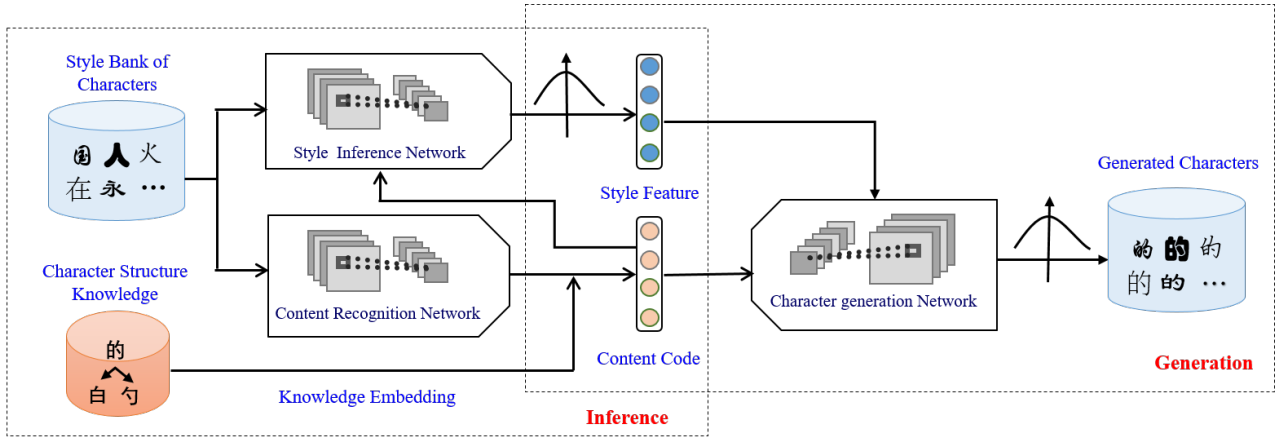 Style Bank of
Characters
国 人 火
在 永 ···
Character Structure
Knowledge
的
白 勺
Style Inference Network
Content Recognition Network
Knowledge Embedding
Style Feature
Content Code
Inference
Character generation Network
Generated Characters
的 的 的
的 的 ···
Generation